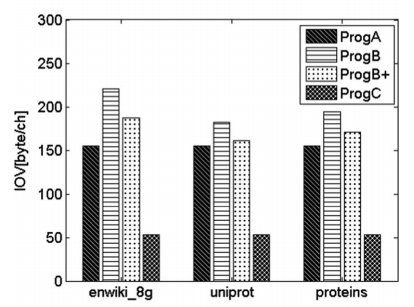 300
250
200
150
100
50
0
IOV[byte/ch]
ProgA
ProgB
ProgB+
ProgC
enwiki_8g uniprot proteins